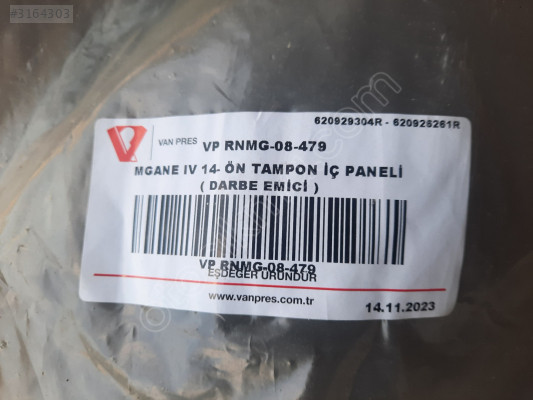 #3164303
620929304R - 620926261R
VAN PRES
VP RNMG-08-479
MGANE IV 14- ÖN TAMPON İÇ PANELİ
( DARBE EMİCİ )
VP RNMG-08-479
EŞDEĞER ÜRÜNDÜR
www.vanpres.com.tr
14.11.2023